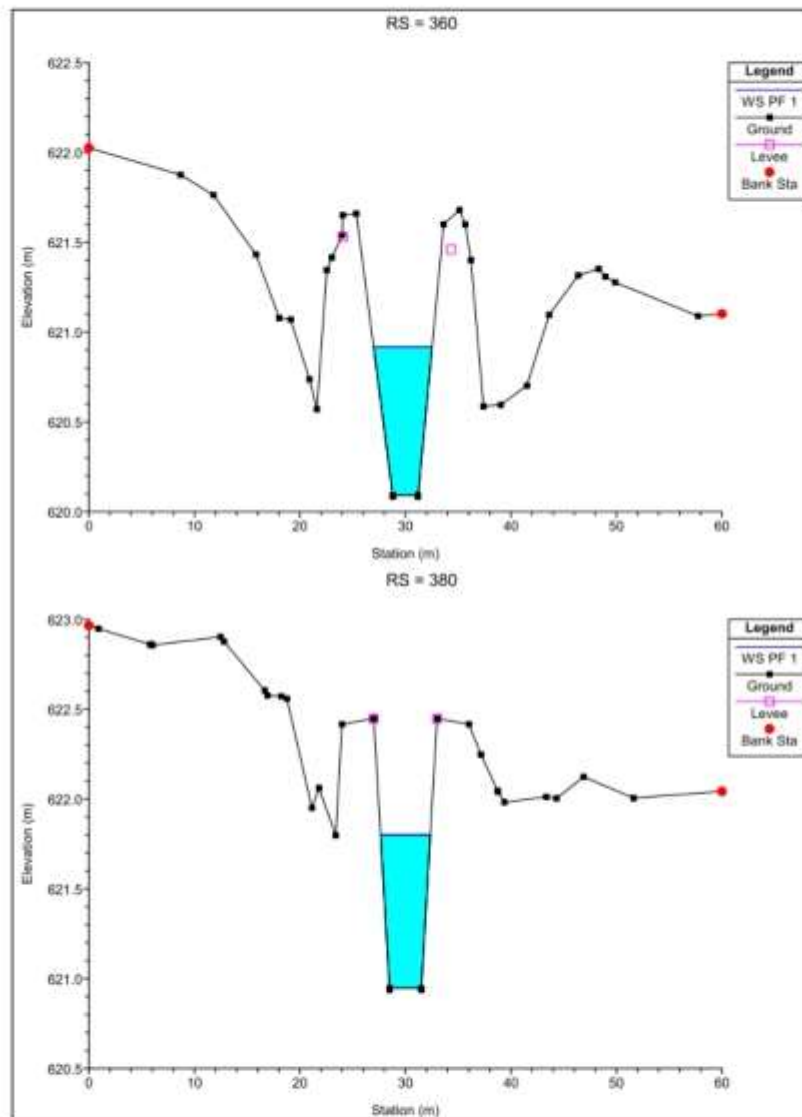 RS = 360
Elevation (m)
622.5
622.0
621.5
621.0
620.5
620.0
0 10 20 30 40 50 60
Station (m)
Legend
WS PF 1
Ground
Levee
Bank Sta
RS = 380
Elevation (m)
623.0
622.5
622.0
621.5
621.0
620.5
0 10 20 30 40 50 60
Station (m)
Legend
WS PF 1
Ground
Levee
Bank Sta